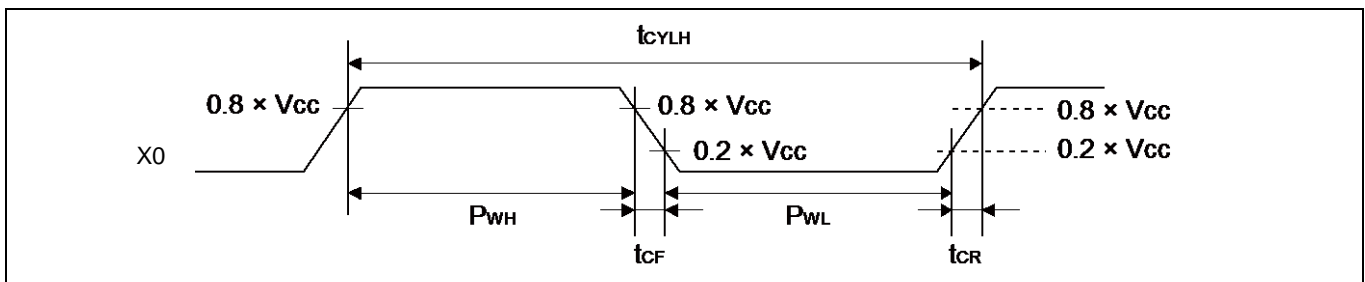 tCYLH
0.8 × VCC
0.8 × VCC
0.8 × VCC
X0
0.2 × VCC
0.2 × VCC
PWH
PWL
tCF
tCR